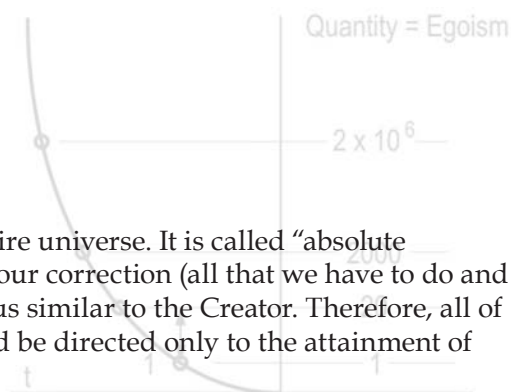 Quantity = Egoism
2 x 10⁶
ire universe. It is called “absolute
2000
our correction (all that we have to do and
us similar to the Creator. Therefore, all of
d be directed only to the attainment of
1
1
t